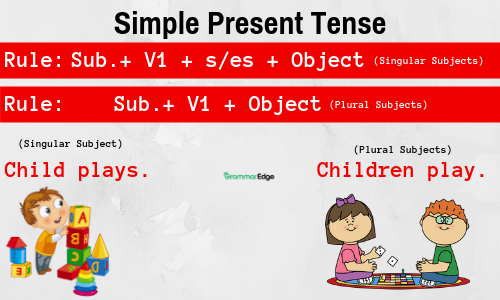 Simple Present Tense
Rule: Sub.+ V1 + s/es + Object (Singular Subjects)
Rule: Sub.+ V1 + Object (Plural Subjects)
(Singular Subject)
Child plays.
(Plural Subjects)
Children play.
GrammarEdge
A
B
C
A
E